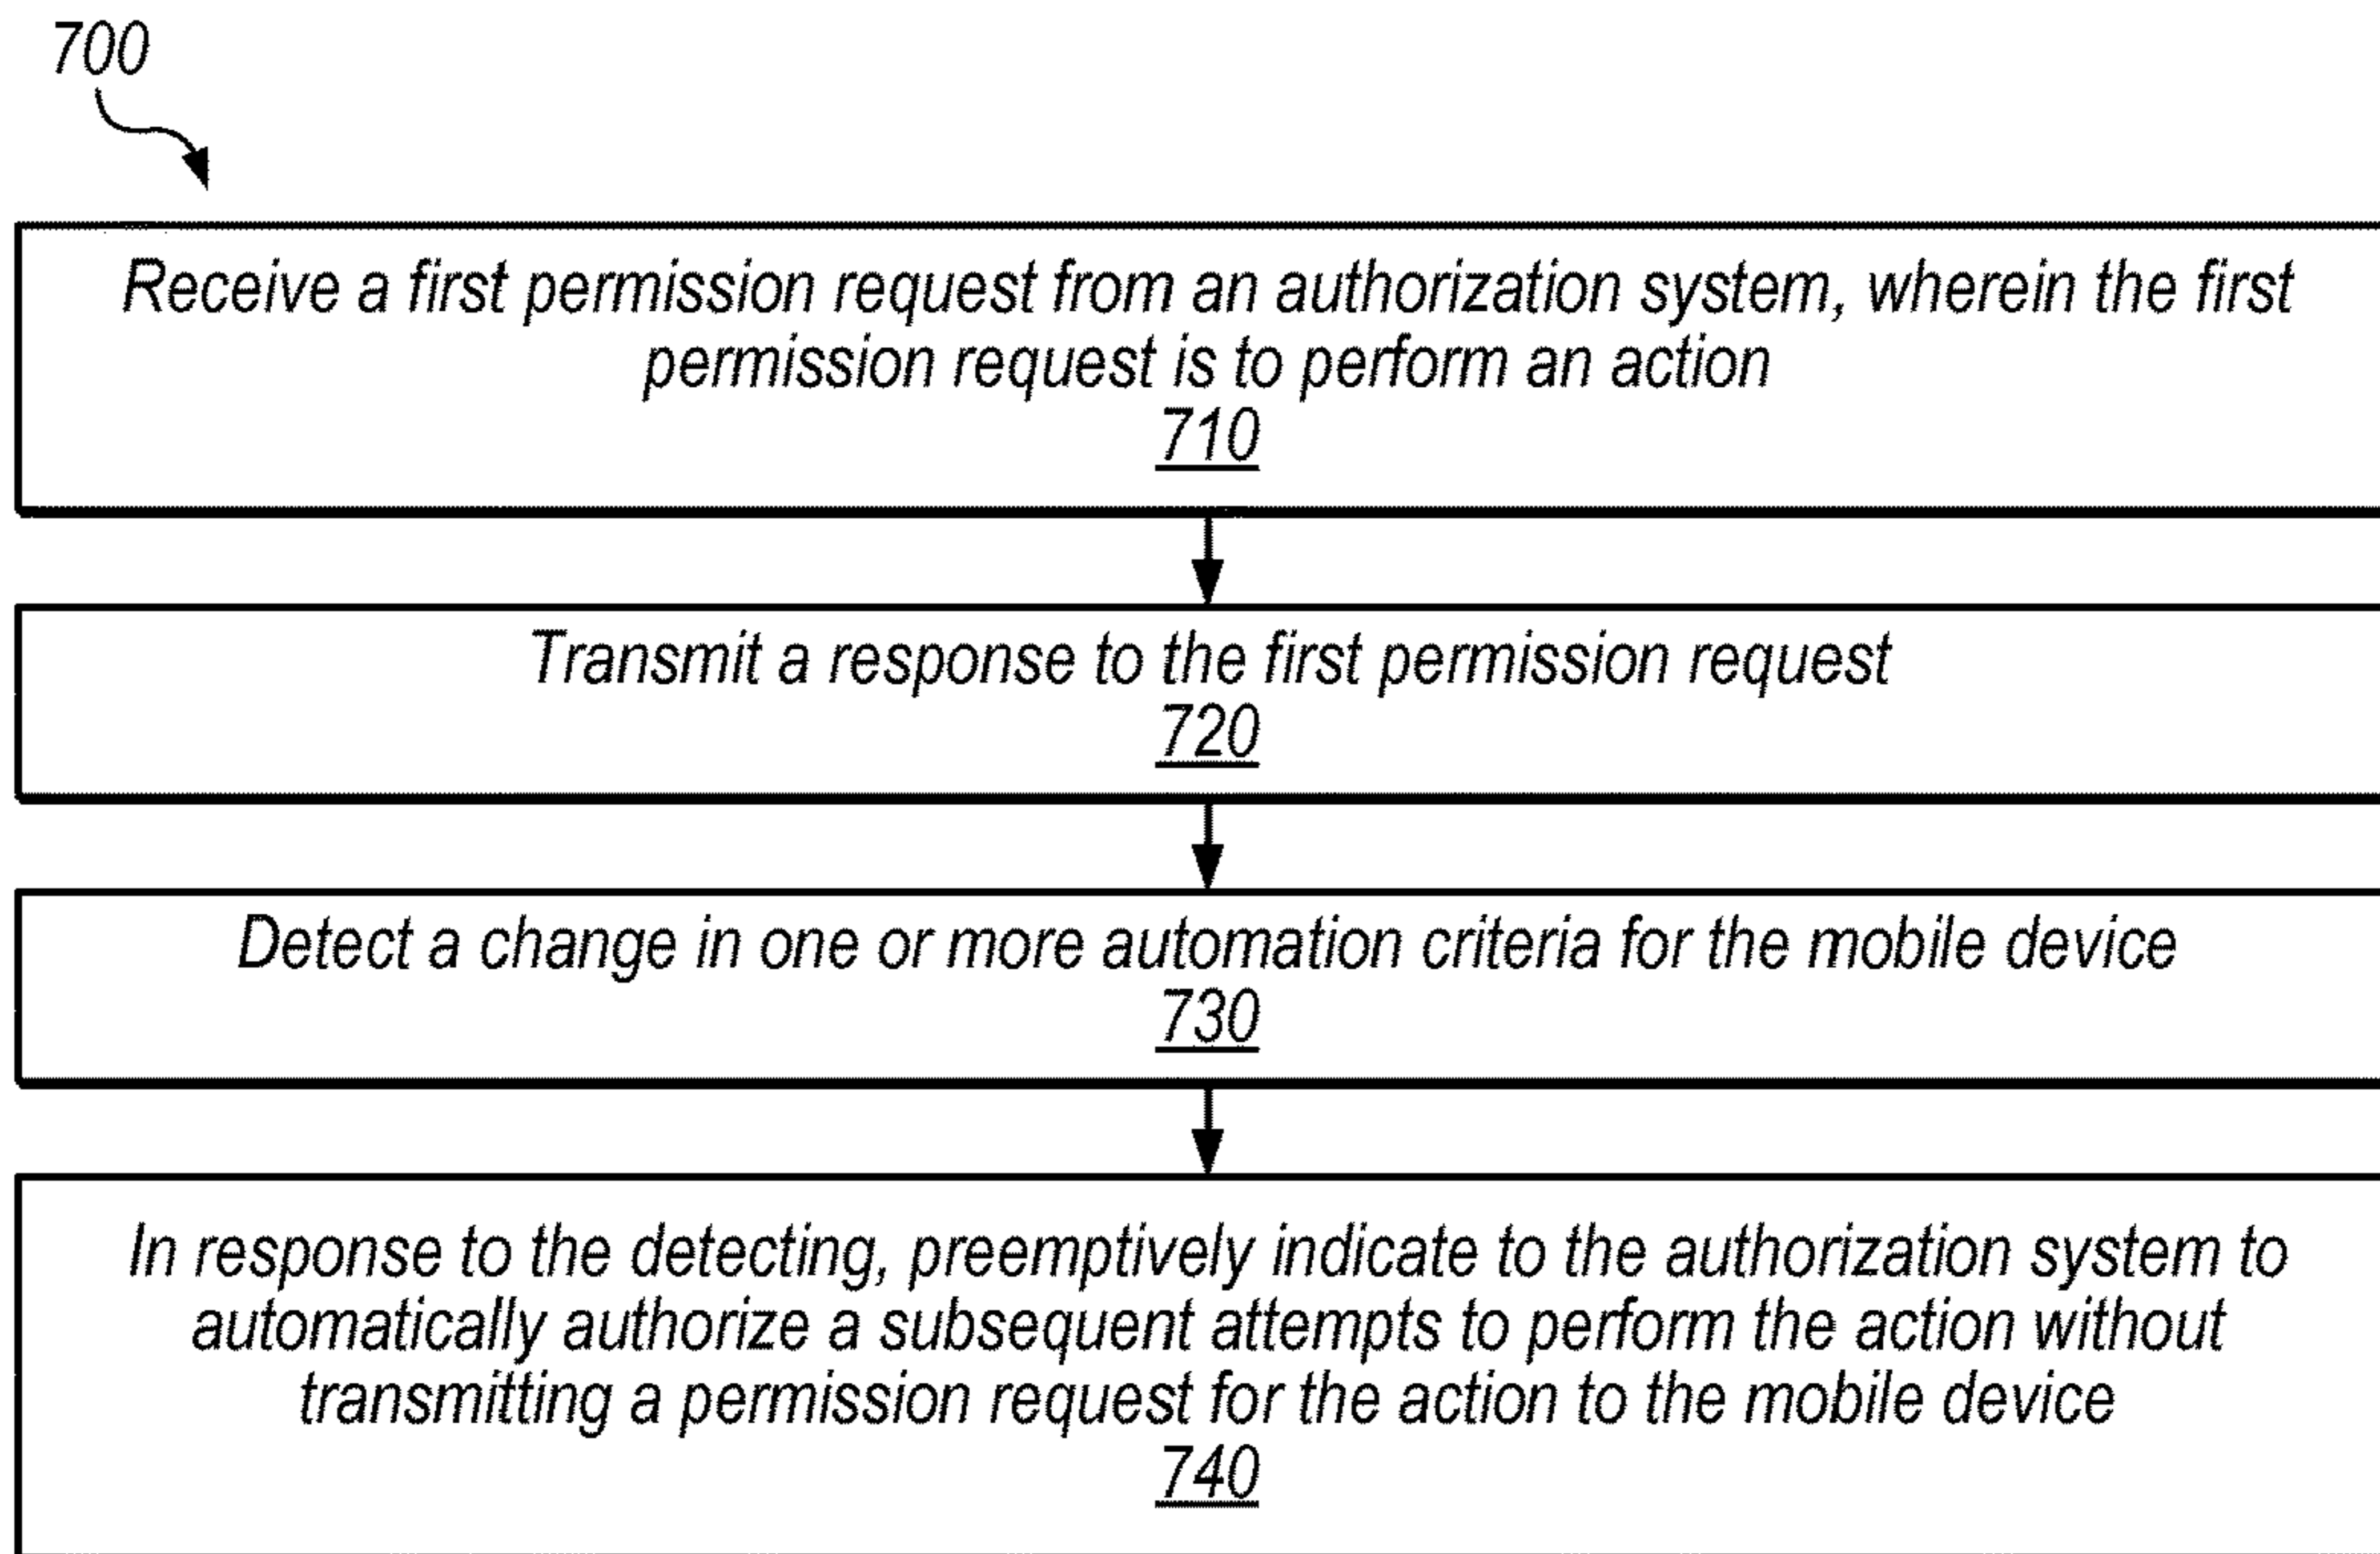 700
Receive a first permission request from an authorization system, wherein the first
permission request is to perform an action
710
Transmit a response to the first permission request
720
Detect a change in one or more automation criteria for the mobile device
730
In response to the detecting, preemptively indicate to the authorization system to
automatically authorize a subsequent attempts to perform the action without
transmitting a permission request for the action to the mobile device
740